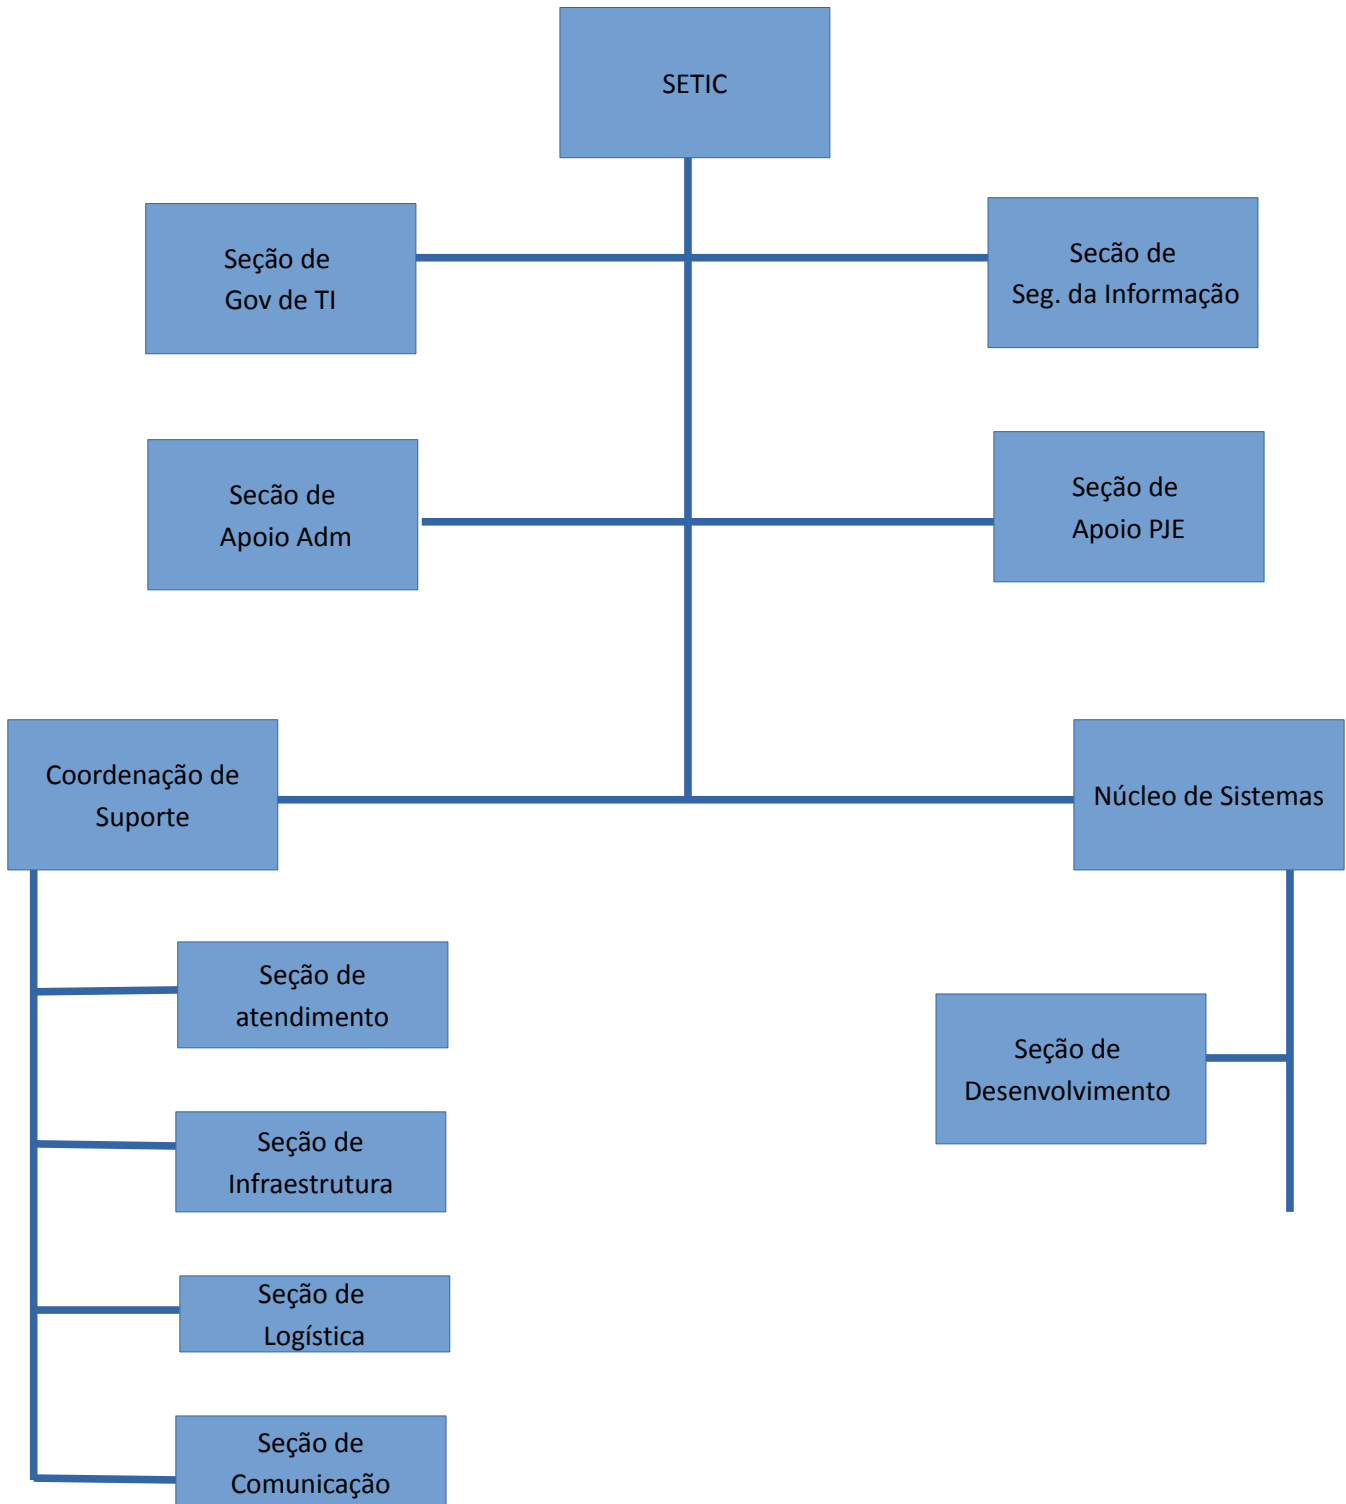 SETIC
Seção de
Gov de TI
Secão de
Seg. da Informação
Secão de
Apoio Adm
Seção de
Apoio PJE
Coordenação de
Suporte
Núcleo de Sistemas
Seção de
atendimento
Seção de
Desenvolvimento
Seção de
Infraestrutura
Seção de
Logística
Seção de
Comunicação